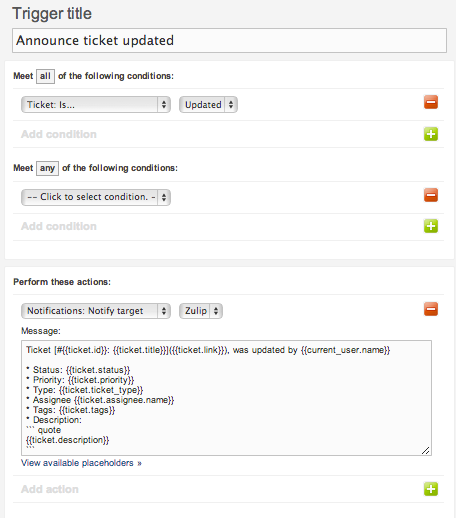 Trigger title
Announce ticket updated
Meet all of the following conditions:
Ticket: Is... Updated
Add condition
Meet any of the following conditions:
-- Click to select condition. -
Add condition
Perform these actions:
Notifications: Notify target Zulip
Message:
Ticket [#{{ticket.id}}: {{ticket.title}}]({{ticket.link}}), was updated by {{current_user.name}}
* Status: {{ticket.status}}
* Priority: {{ticket.priority}}
* Type: {{ticket.ticket_type}}
* Assignee {{ticket.assignee.name}}
* Tags: {{ticket.tags}}
* Description:
``` quote
{{ticket.description}}
```
View available placeholders »
Add action